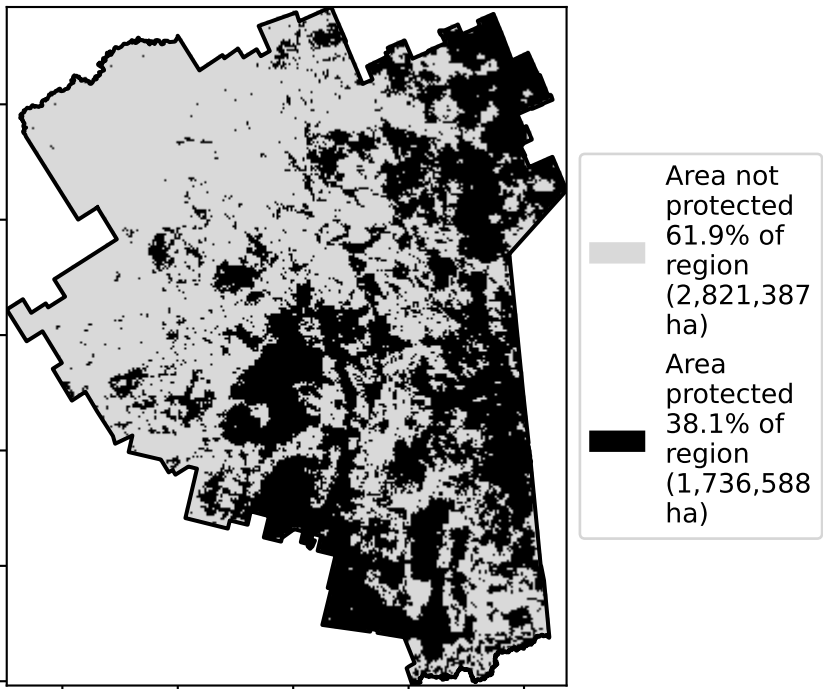 Area not
protected
61.9% of
region
(2,821,387
ha)
Area
protected
38.1% of
region
(1,736,588
ha)